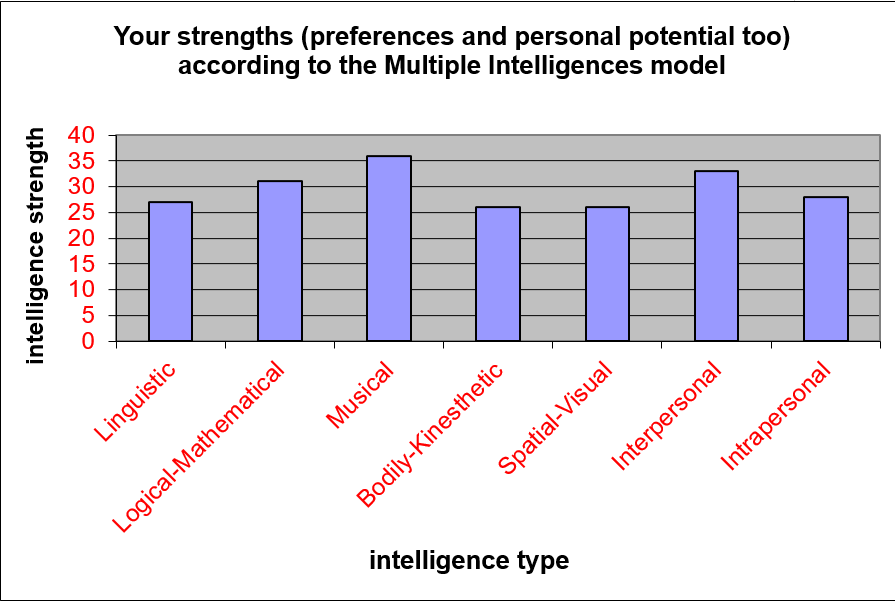 Your strengths (preferences and personal potential too)
according to the Multiple Intelligences model
intelligence strength
40
35
30
25
20
15
10
5
0
Linguistic
Logical-Mathematical
Musical
Bodily-Kinesthetic
Spatial-Visual
Interpersonal
Intrapersonal
intelligence type